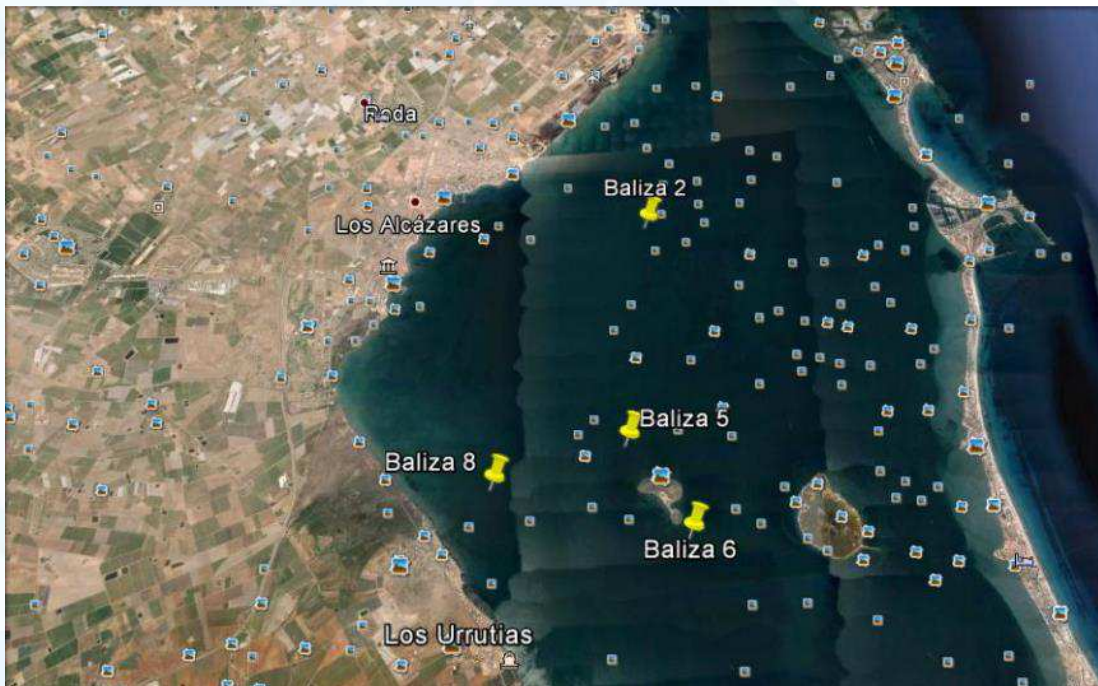 Roda
Baliza 2
Los Alcázares
Baliza 5
Baliza 8
Baliza 6
Los Urrutias